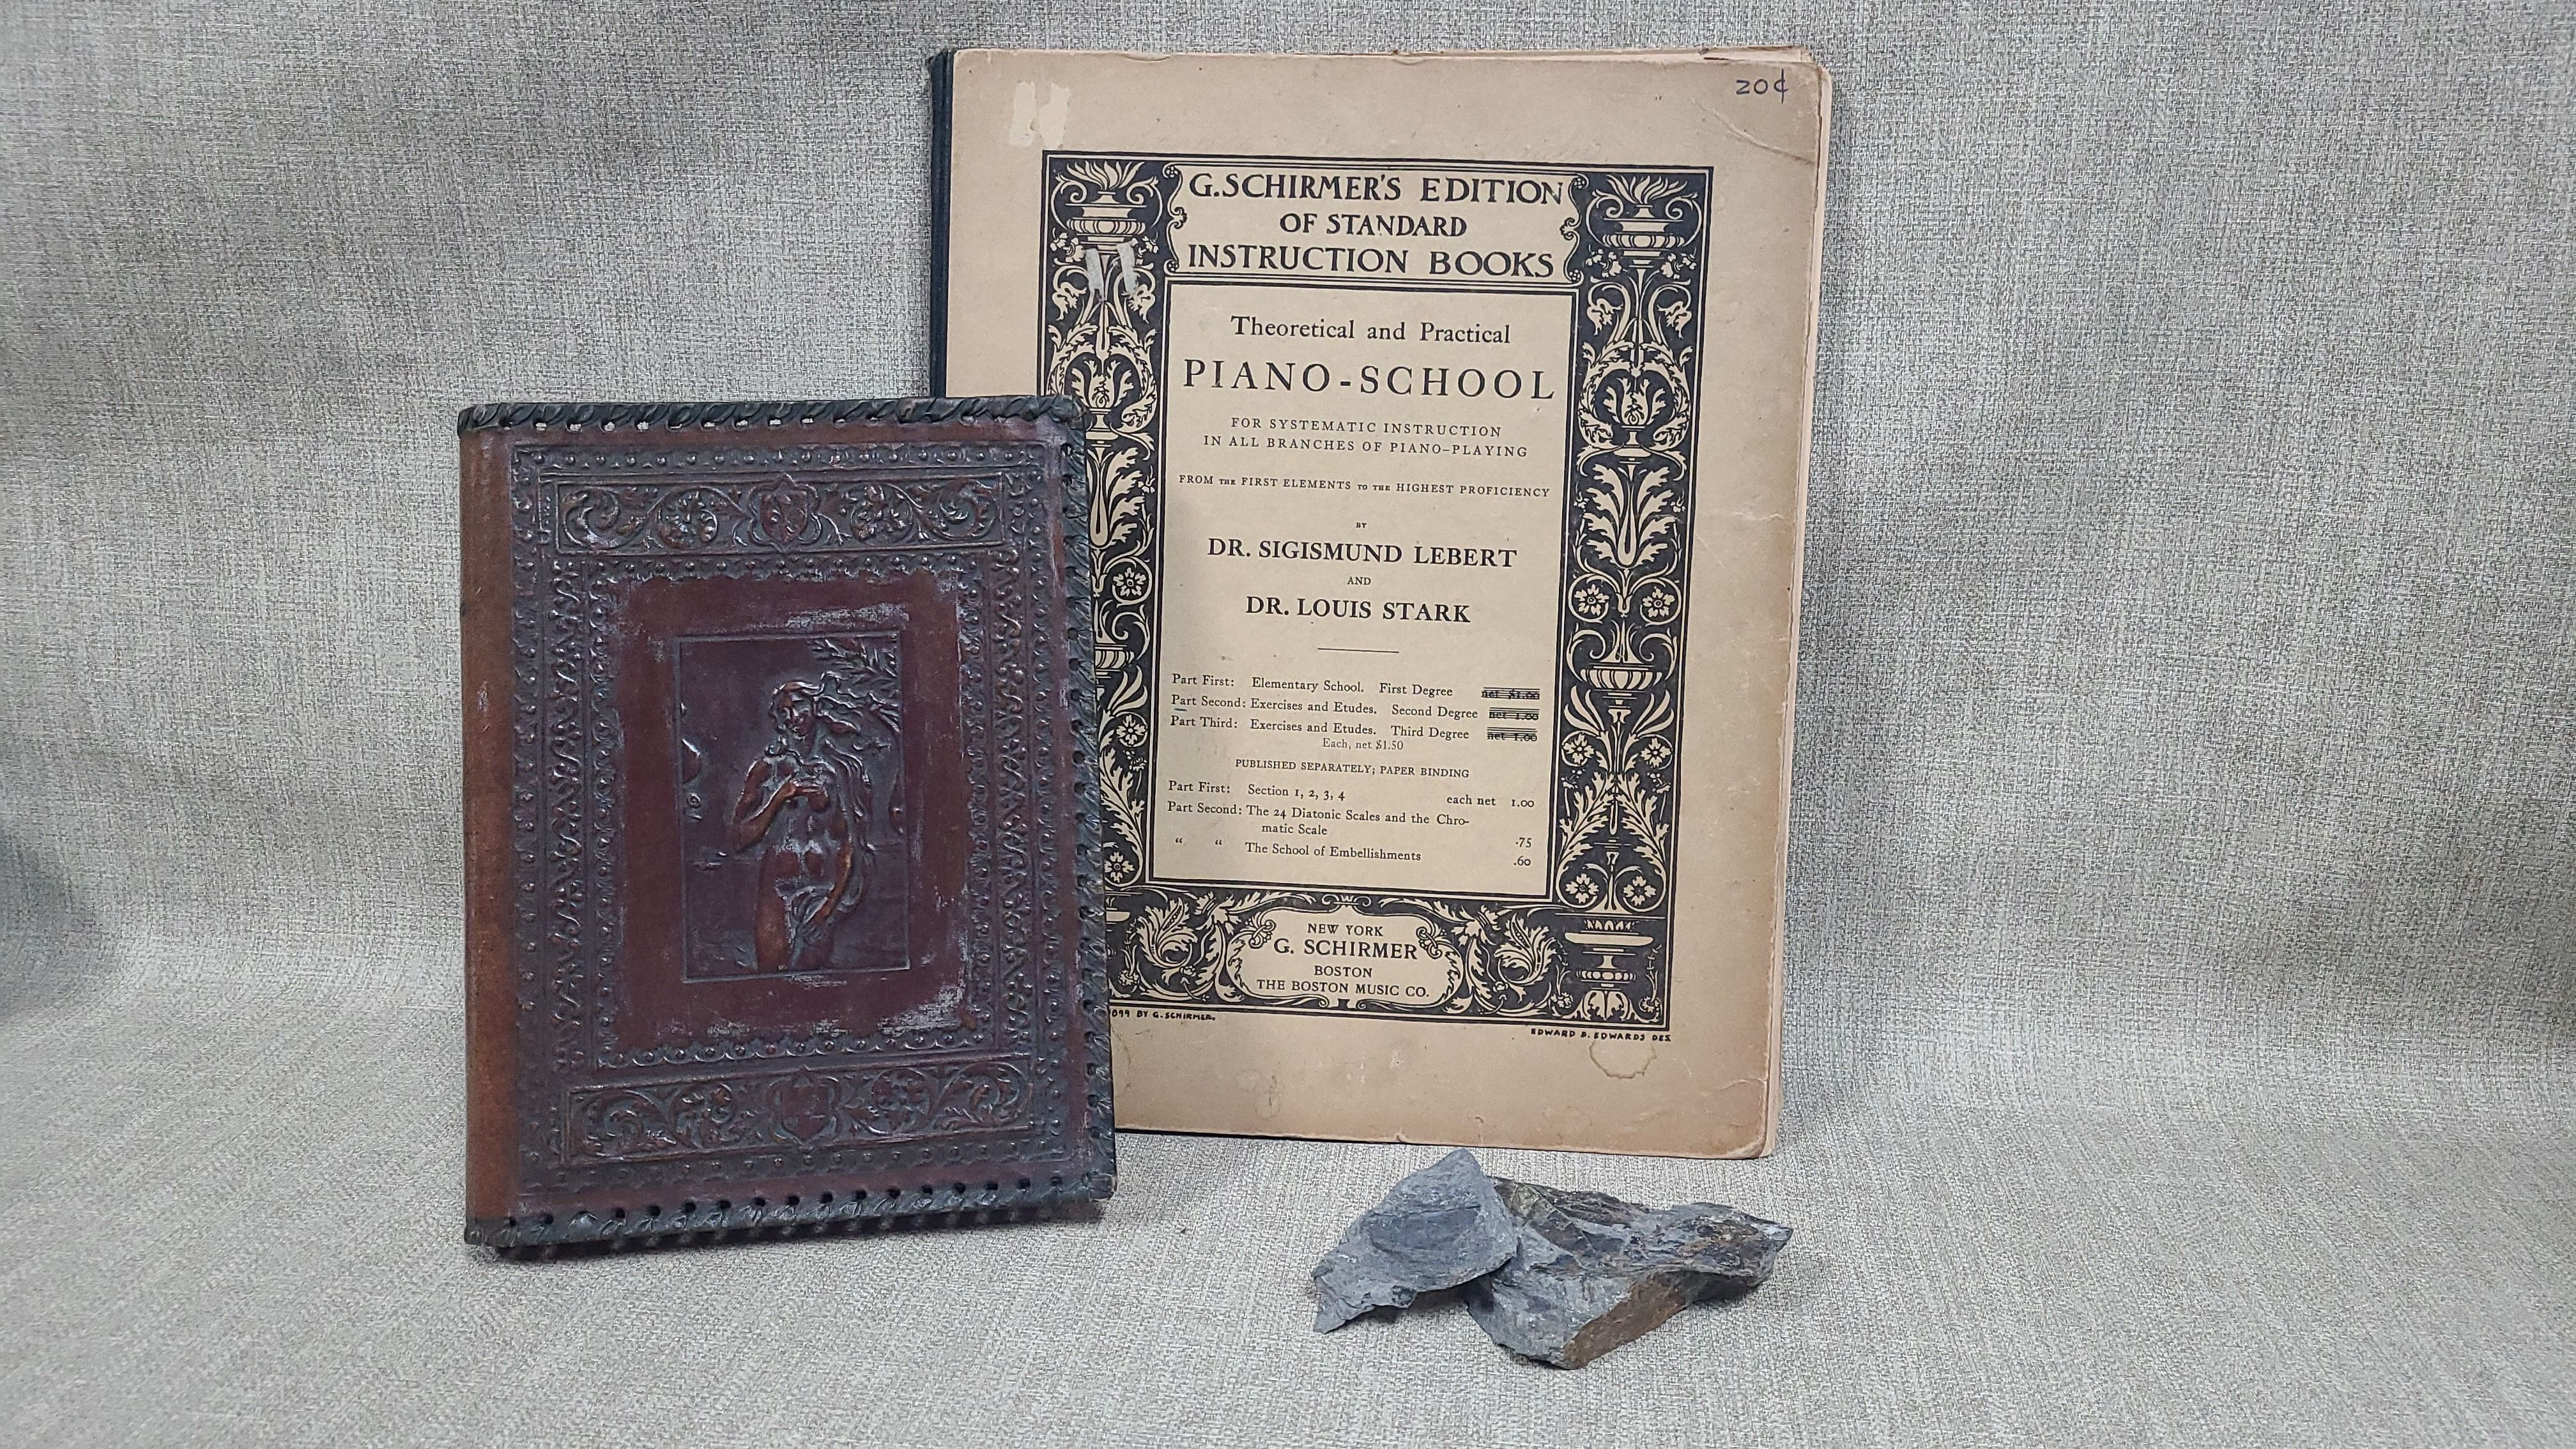 20¢
G. SCHIRMER'S EDITION
OF STANDARD
INSTRUCTION BOOKS
Theoretical and Practical
PIANO-SCHOOL
FOR SYSTEMATIC INSTRUCTION
IN ALL BRANCHES OF PIANO-PLAYING
FROM THE FIRST ELEMENTS TO THE HIGHEST PROFICIENCY
BY
DR. SIGISMUND LEBERT
AND
DR. LOUIS STARK
Part First: Elementary School. First Degree net $1.00
Part Second: Exercises and Etudes. Second Degree net 1.00
Part Third: Exercises and Etudes. Third Degree net 1.00
Each, net $1.50
PUBLISHED SEPARATELY; PAPER BINDING
Part First: Section 1, 2, 3, 4 each net 1.00
Part Second: The 24 Diatonic Scales and the Chro-
matic Scale .75
“ “ The School of Embellishments .60
NEW YORK
G. SCHIRMER
BOSTON
THE BOSTON MUSIC CO.
BY G. SCHIRMER.
EDWARD B. EDWARDS DES.